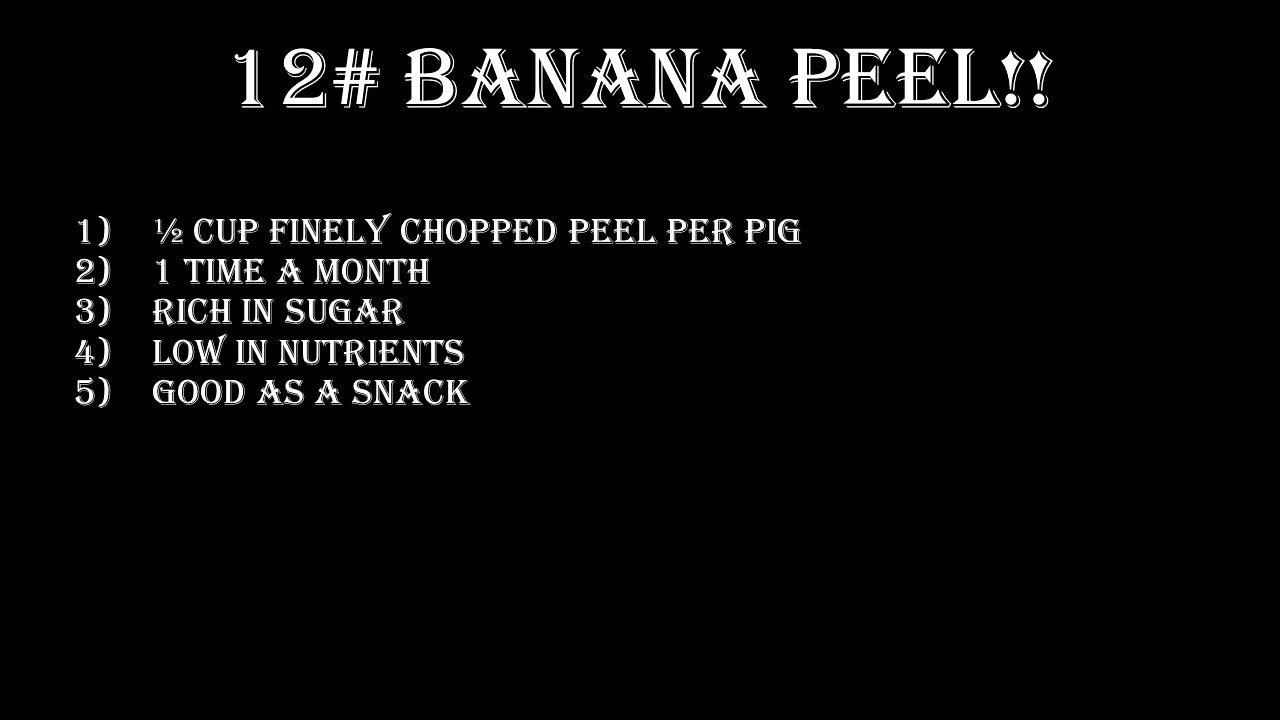 12# BANANA PEEL!!
1) ½ CUP FINELY CHOPPED PEEL PER PIG
2) 1 TIME A MONTH
3) RICH IN SUGAR
4) LOW IN NUTRIENTS
5) GOOD AS A SNACK